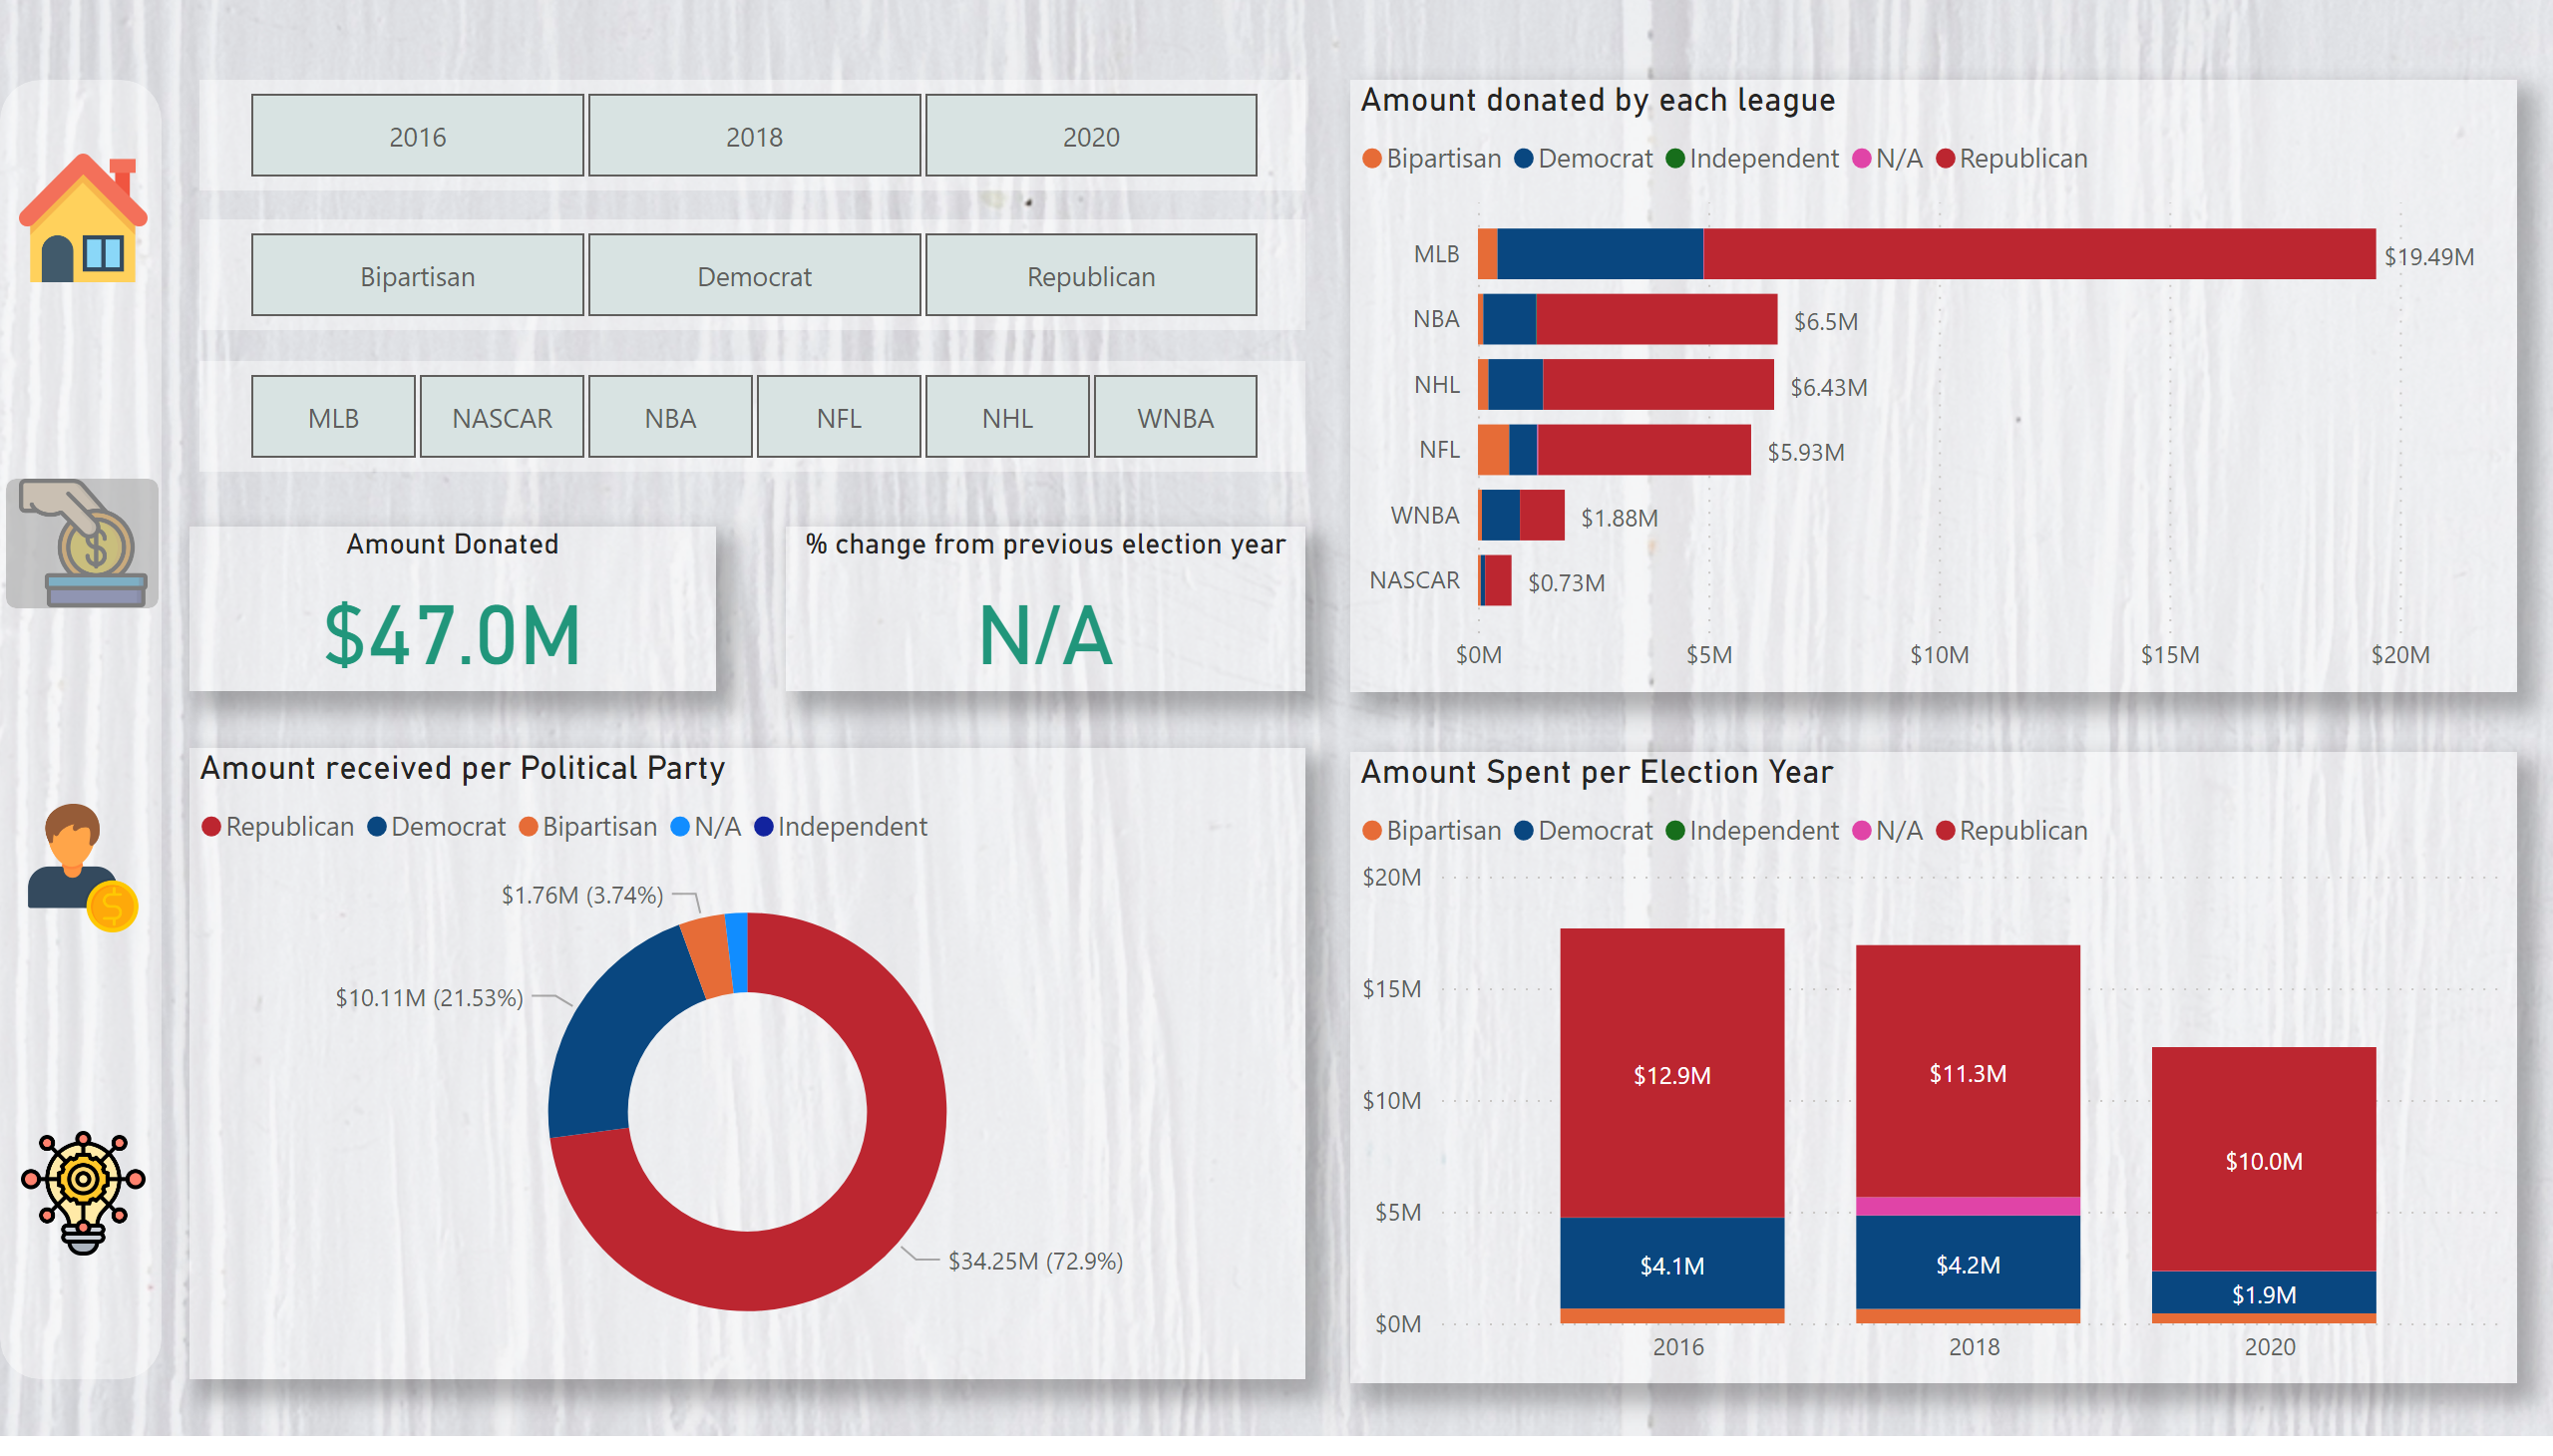 2016
2018
2020
Bipartisan
Democrat
Republican
MLB
NASCAR
NBA
NFL
NHL
WNBA
Amount Donated
$47.0M
% change from previous election year
N/A
Amount donated by each league
Bipartisan Democrat Independent N/A Republican
MLB $19.49M
NBA $6.5M
NHL $6.43M
NFL $5.93M
WNBA $1.88M
NASCAR $0.73M
$0M $5M $10M $15M $20M
Amount received per Political Party
Republican Democrat Bipartisan N/A Independent
$1.76M (3.74%)
$10.11M (21.53%)
$34.25M (72.9%)
Amount Spent per Election Year
Bipartisan Democrat Independent N/A Republican
$20M
$15M
$10M
$5M
$0M
$12.9M
$4.1M
$11.3M
$4.2M
$10.0M
$1.9M
2016 2018 2020